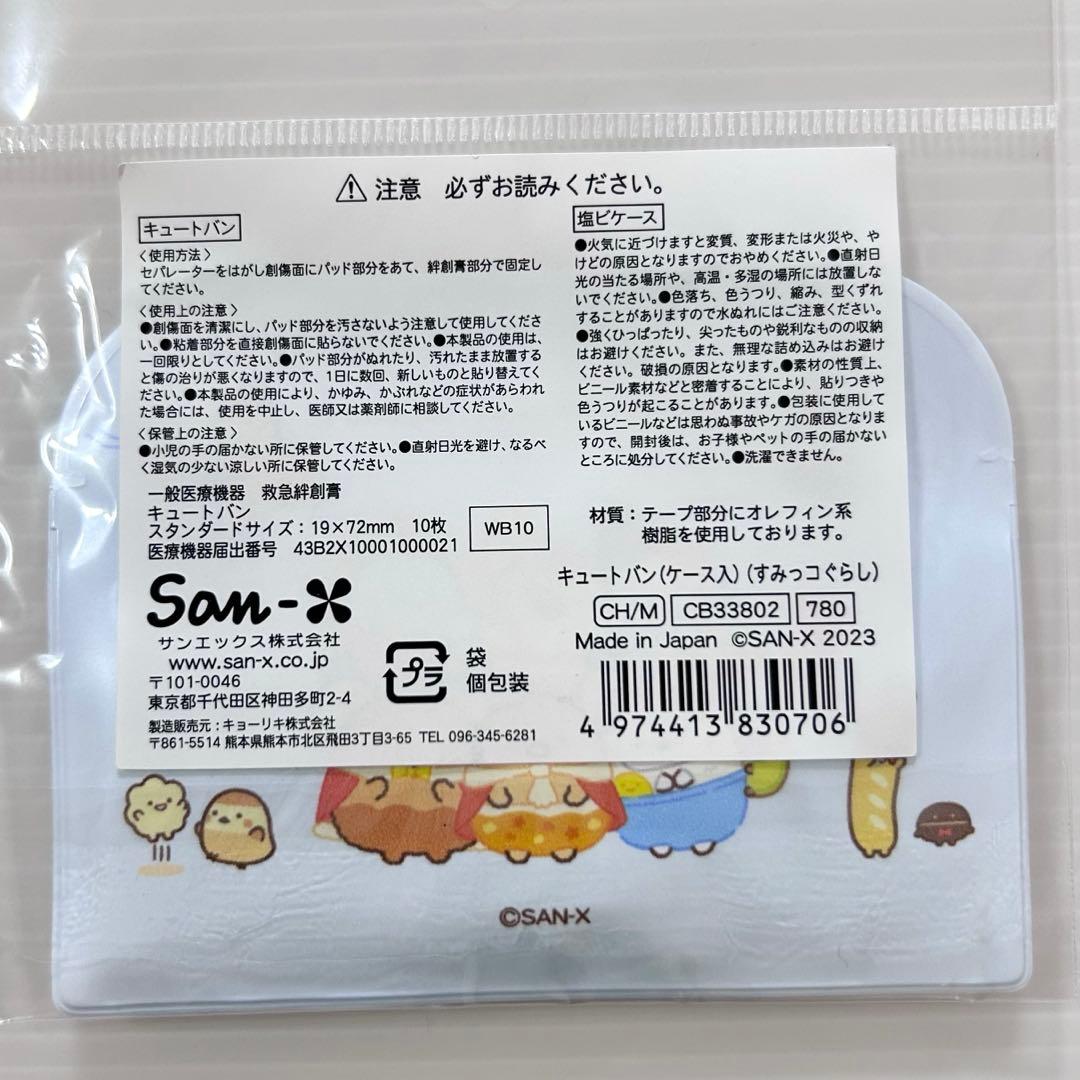 ⚠ 注意 必ずお読みください。
キュートバン
〈使用方法〉
セパレーターをはがし創傷面にパッド部分をあて、絆創膏部分で固定し
てください。
〈使用上の注意〉
●創傷面を清潔にし、パッド部分を汚さないよう注意して使用してくださ
い。●粘着部分を直接創傷面に貼らないでください。●本製品の使用は、
一回限りとしてください。●パッド部分がぬれたり、汚れたまま放置する
と傷の治りが悪くなりますので、1日に数回、新しいものと貼り替えてく
ださい。●本製品の使用により、かゆみ、かぶれなどの症状があらわれ
た場合には、使用を中止し、医師又は薬剤師に相談してください。
〈保管上の注意〉
●小児の手の届かない所に保管してください。●直射日光を避け、なるべ
く湿気の少ない涼しい所に保管してください。
一般医療機器 救急絆創膏
キュートバン
スタンダードサイズ：19×72mm 10枚
医療機器届出番号 43B2X10001000021
WB10
San-X
サンエックス株式会社
www.san-x.co.jp
〒101-0046
東京都千代田区神田多町2-4
プラ
袋
個包装
製造販売元：キョーリキ株式会社
〒861-5514 熊本県熊本市北区飛田3丁目3-65 TEL 096-345-6281
塩ビケース
●火気に近づけますと変質、変形または火災や、や
けどの原因となりますのでおやめください。●直射日
光の当たる場所や、高温・多湿の場所には放置しな
いでください。●色落ち、色うつり、縮み、型くずれ
することがありますので水ぬれにはご注意ください。
●強くひっぱったり、尖ったものや鋭利なものの収納
はお避けください。また、無理な詰め込みはお避け
ください。破損の原因となります。●素材の性質上、
ビニール素材などと密着することにより、貼りつきや
色うつりが起こることがあります。●包装に使用して
いるビニールなどは思わぬ事故やケガの原因となりま
すので、開封後は、お子様やペットの手の届かない
ところに処分してください。●洗濯できません。
材質：テープ部分にオレフィン系
樹脂を使用しております。
キュートバン(ケース入)(すみっコぐらし)
CH/M CB33802 780
Made in Japan ©SAN-X 2023
4 974413 830706
©SAN-X